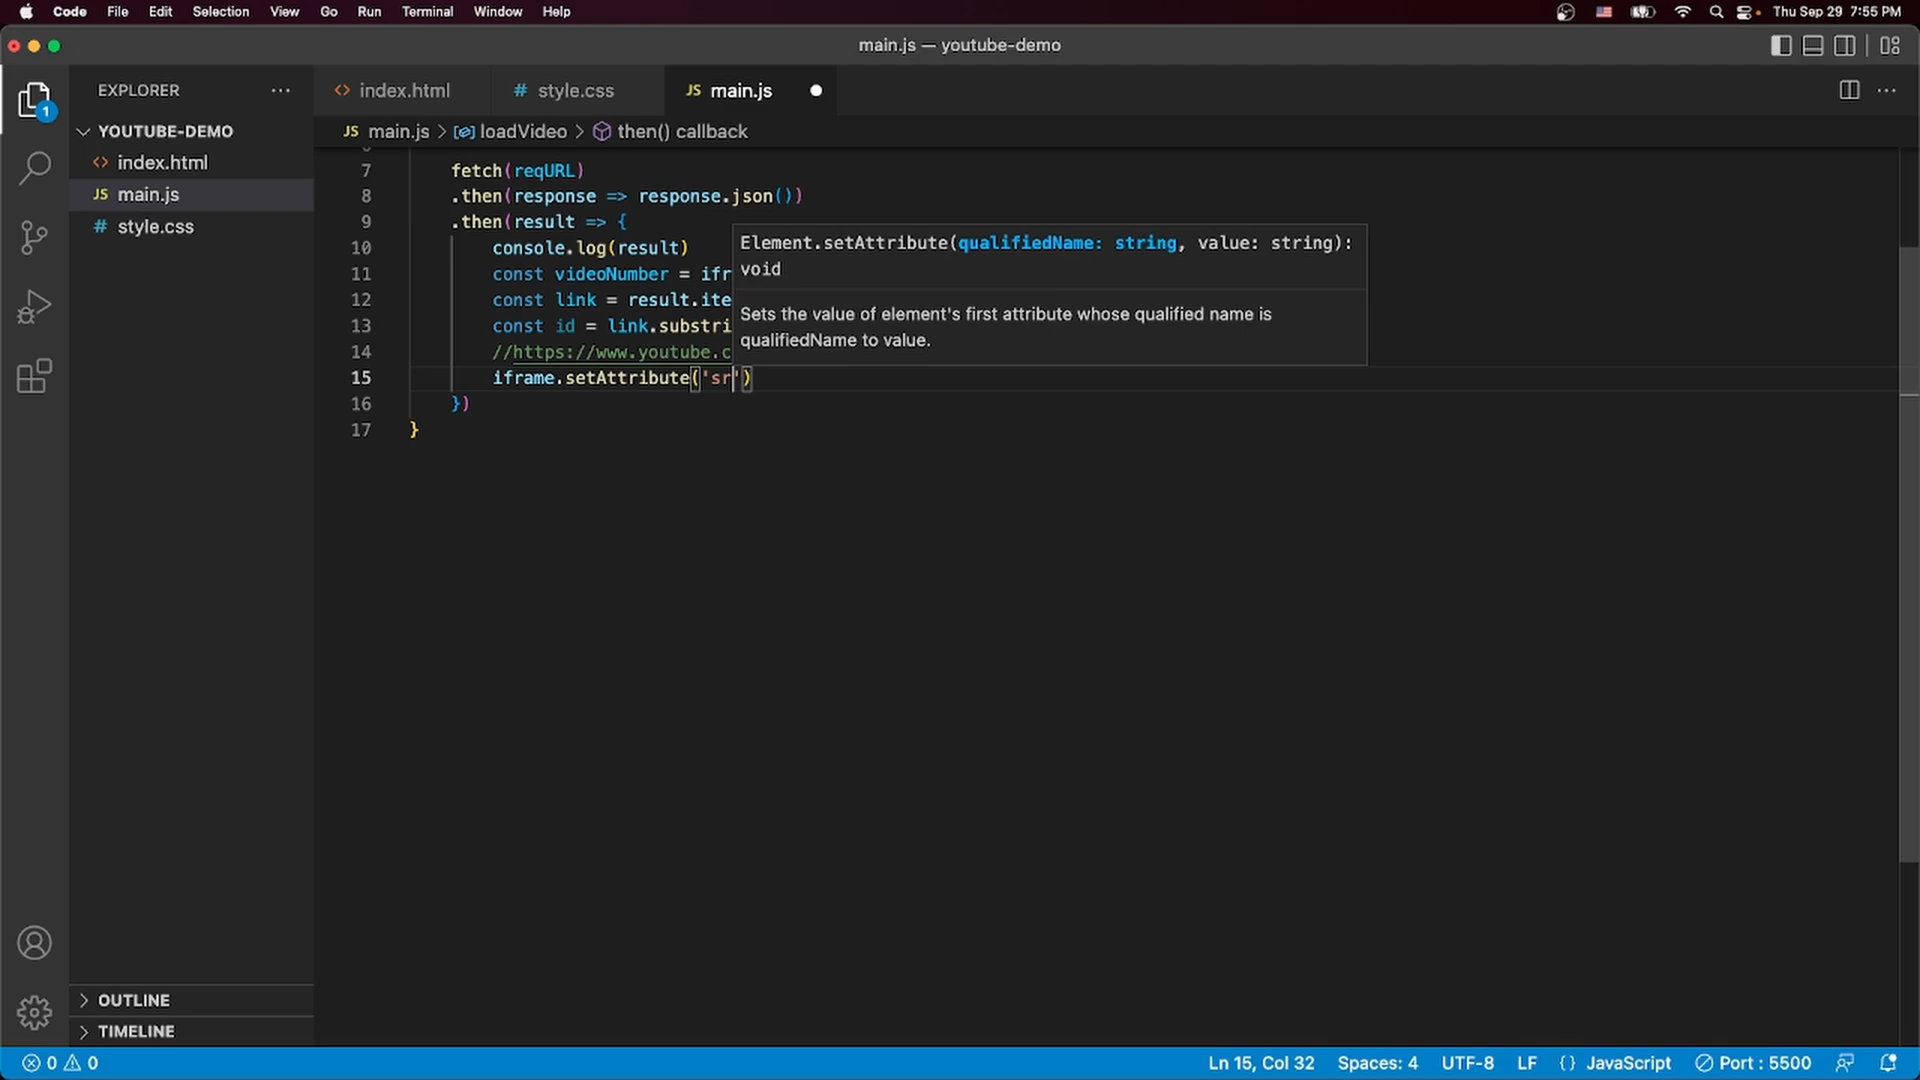 Code File Edit Selection View Go Run Terminal Window Help Thu Sep 29 7:55 PM
main.js — youtube-demo
EXPLORER
index.html
style.css
JS main.js
1
YOUTUBE-DEMO
JS main.js > loadVideo > then() callback
index.html
JS main.js
# style.css
7 fetch(reqURL)
8 .then(response => response.json())
9 .then(result => {
10 console.log(result)
11 const videoNumber = ifr
12 const link = result.ite
13 const id = link.substri
14 //https://www.youtube.c
15 iframe.setAttribute('sr')
16 })
17 }
Element.setAttribute(qualifiedName: string, value: string):
void
Sets the value of element's first attribute whose qualified name is
qualifiedName to value.
OUTLINE
TIMELINE
0 0 Ln 15, Col 32 Spaces: 4 UTF-8 LF {} JavaScript Port : 5500